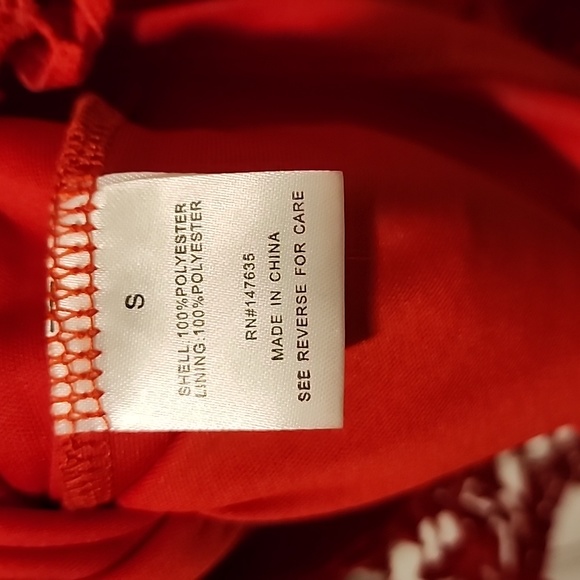 S
SHELL:100%POLYESTER
LINING:100%POLYESTER
RN#147635
MADE IN CHINA
SEE REVERSE FOR CARE